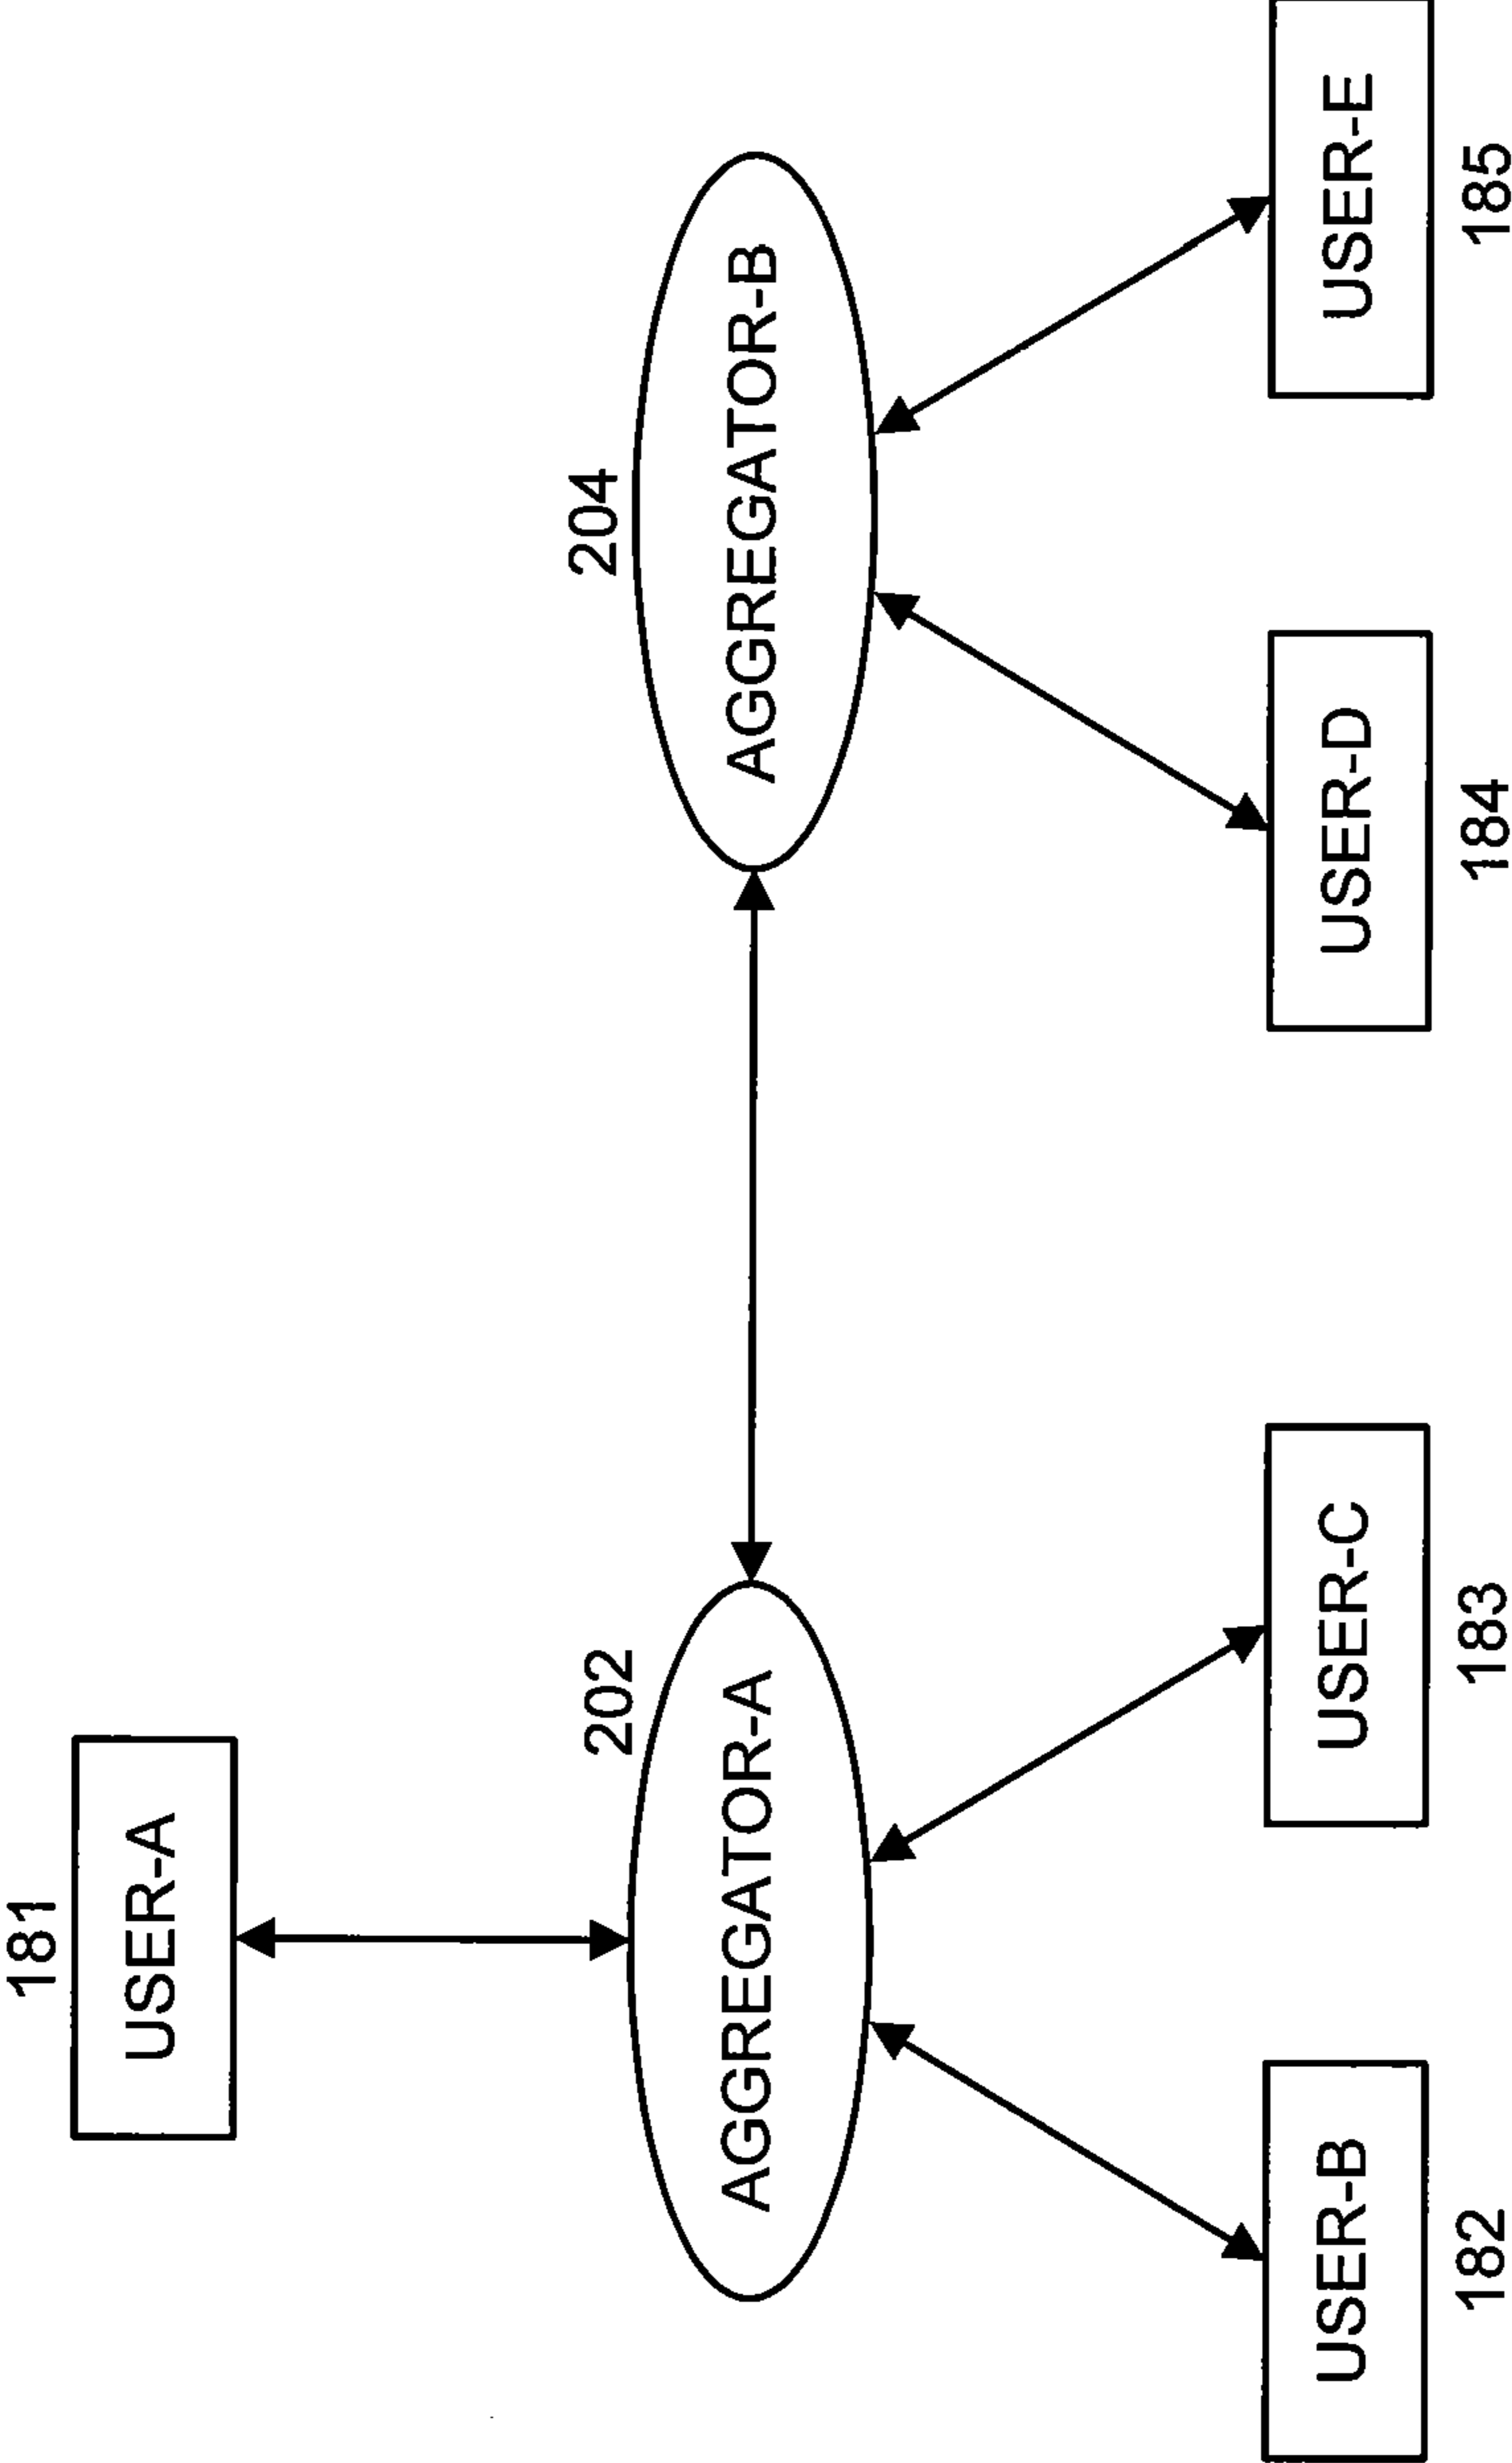 181
USER-A
202
AGGREGATOR-A
204
AGGREGATOR-B
USER-B
182
USER-C
183
USER-D
184
USER-E
185